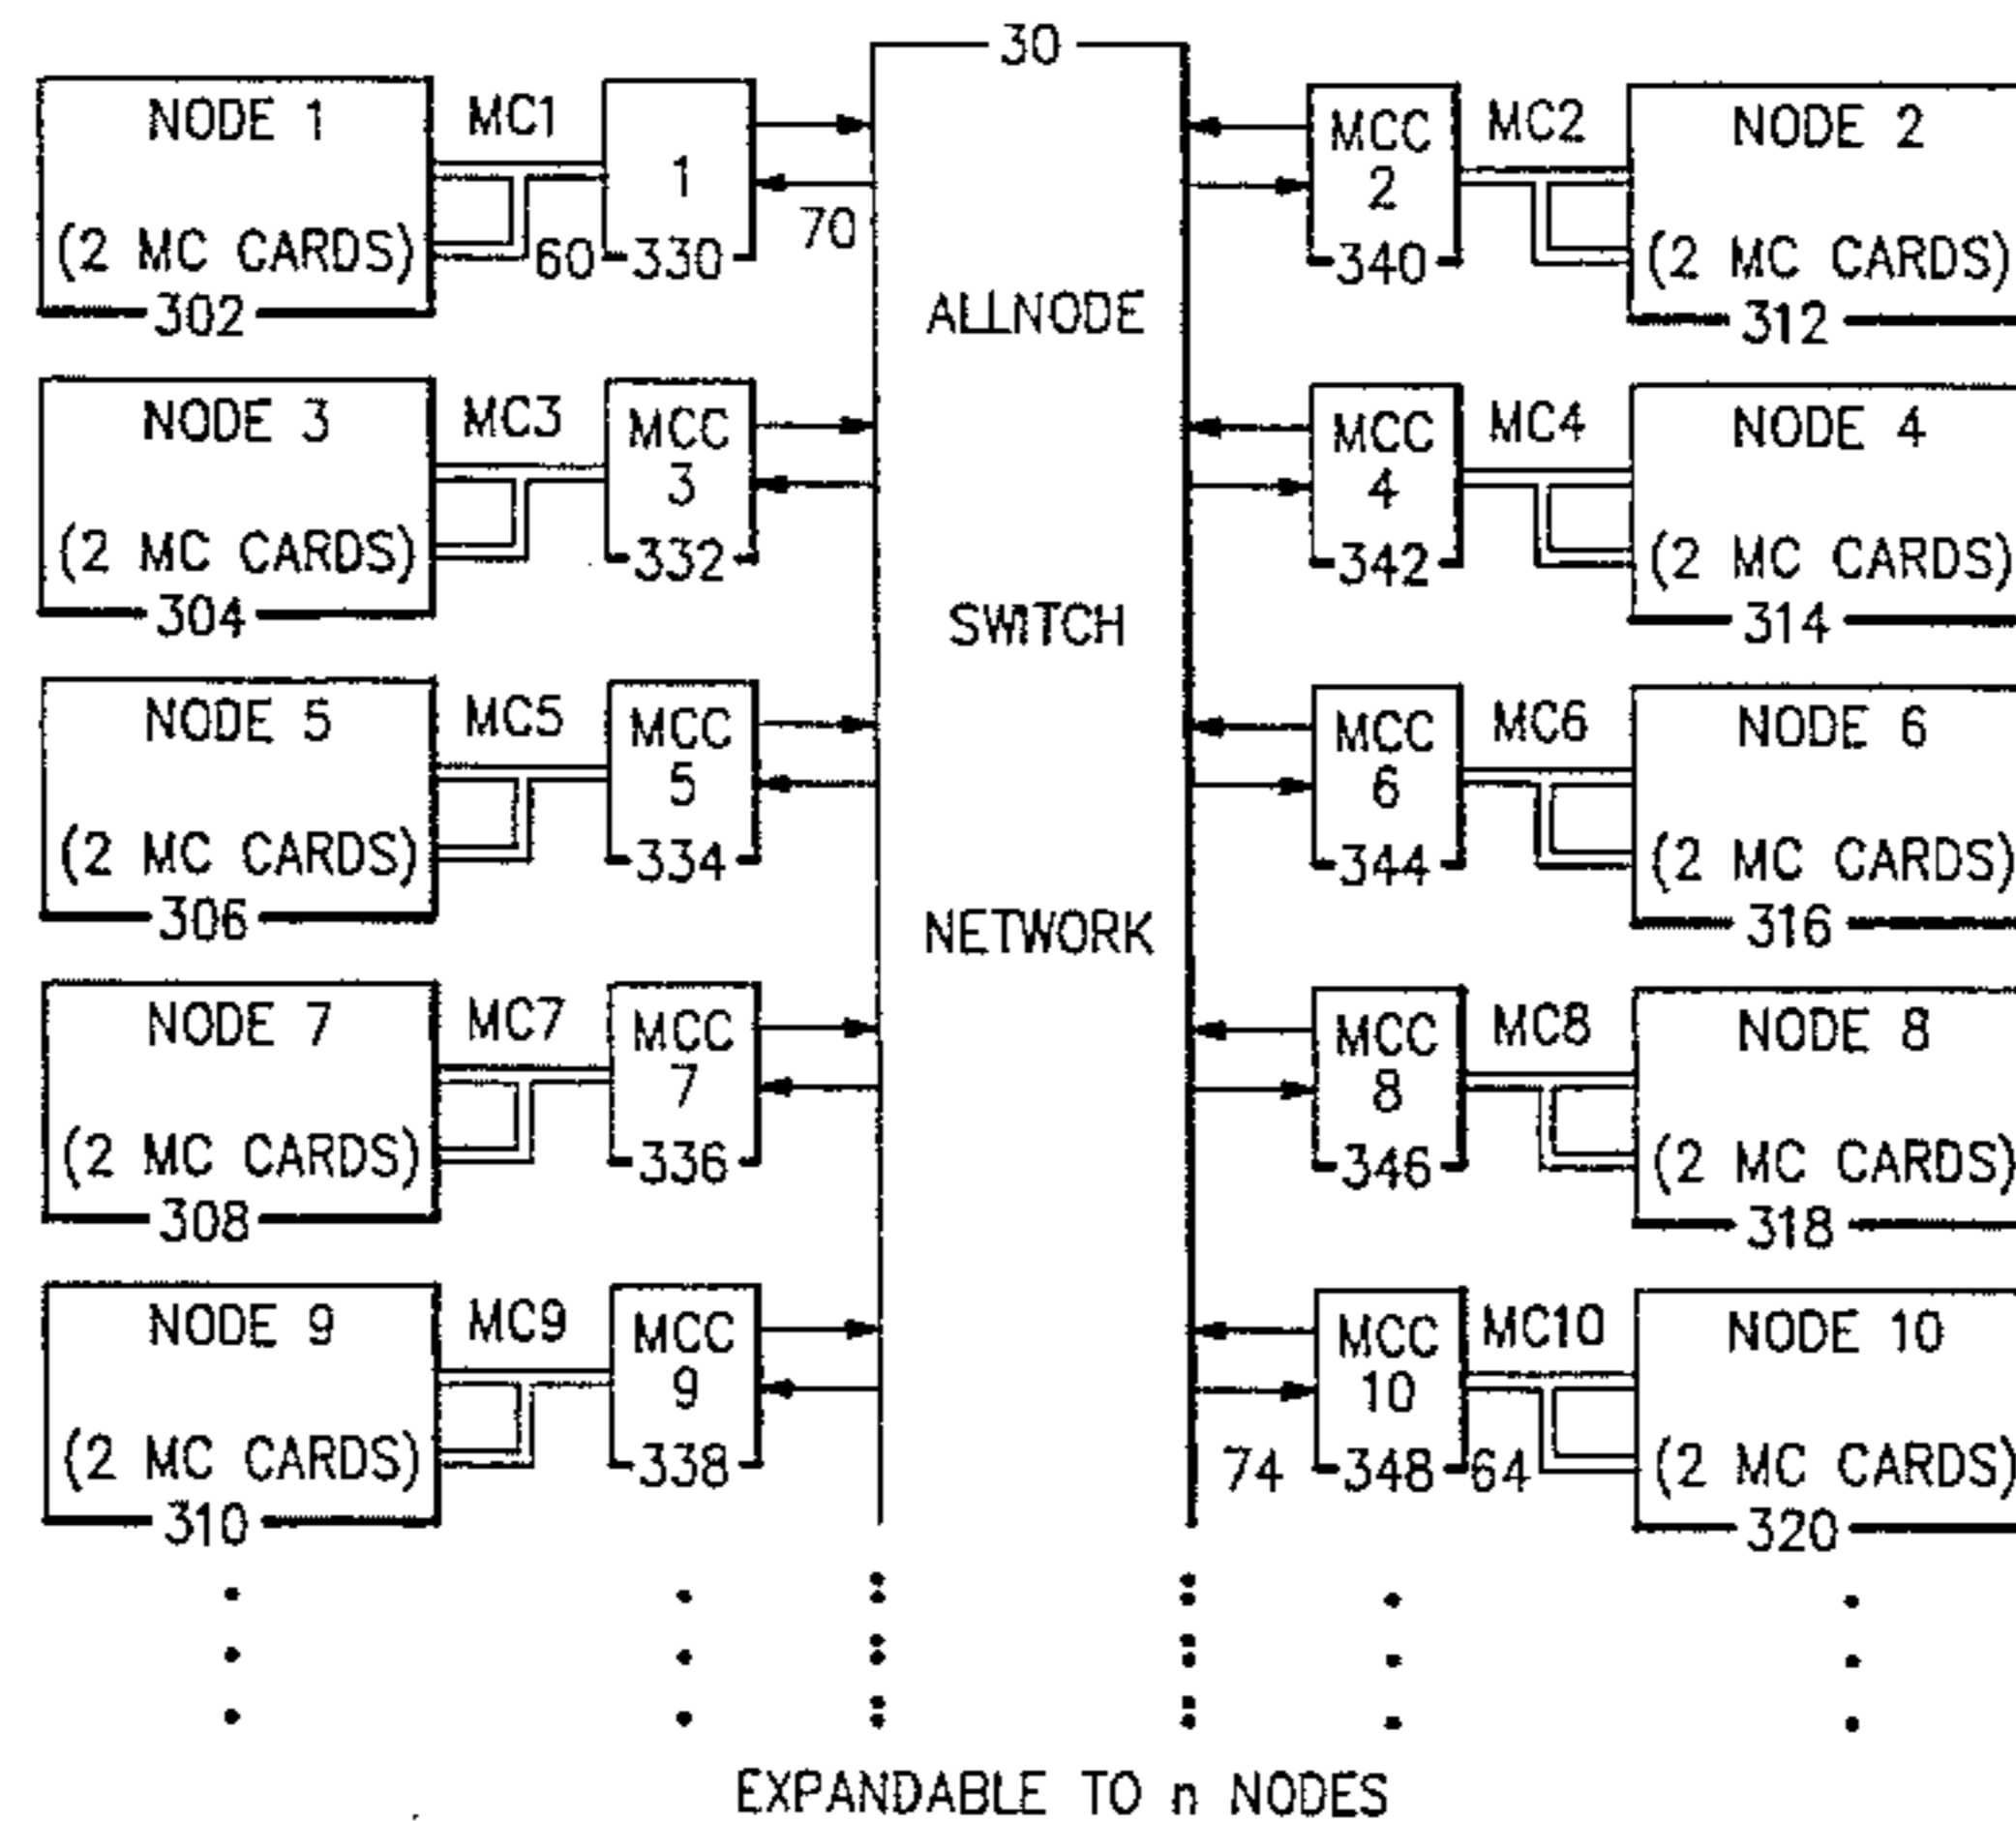 30
NODE 1
(2 MC CARDS)
302
MC1
60
1
330
70
MCC
2
340
MC2
NODE 2
(2 MC CARDS)
312
ALLNODE
NODE 3
(2 MC CARDS)
304
MC3
MCC
3
332
MCC
4
342
MC4
NODE 4
(2 MC CARDS)
314
SWITCH
NODE 5
(2 MC CARDS)
306
MC5
MCC
5
334
MCC
6
344
MC6
NODE 6
(2 MC CARDS)
316
NETWORK
NODE 7
(2 MC CARDS)
308
MC7
MCC
7
336
MCC
8
346
MC8
NODE 8
(2 MC CARDS)
318
NODE 9
(2 MC CARDS)
310
MC9
MCC
9
338
74
MCC
10
348
64
MC10
NODE 10
(2 MC CARDS)
320
EXPANDABLE TO n NODES